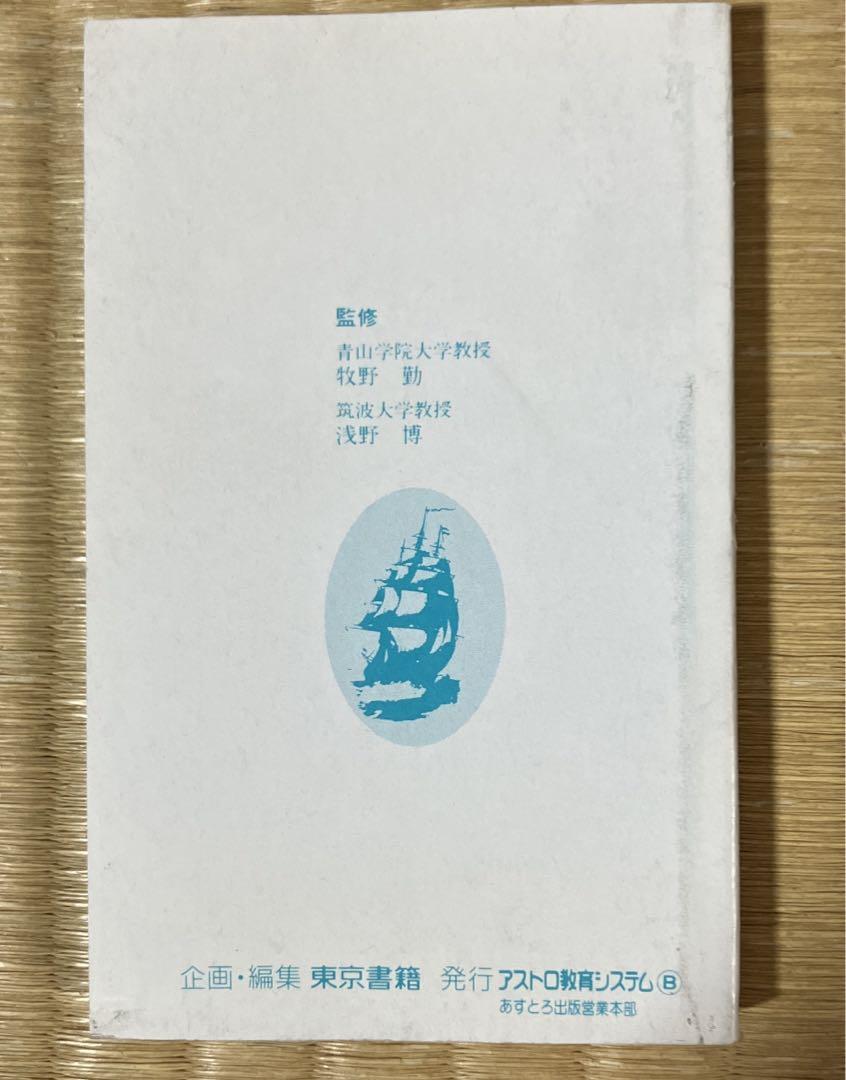 監修
青山学院大学教授
牧野 勤
筑波大学教授
浅野 博
企画・編集 東京書籍 発行 アストロ教育システム Ⓑ
あすとろ出版営業本部